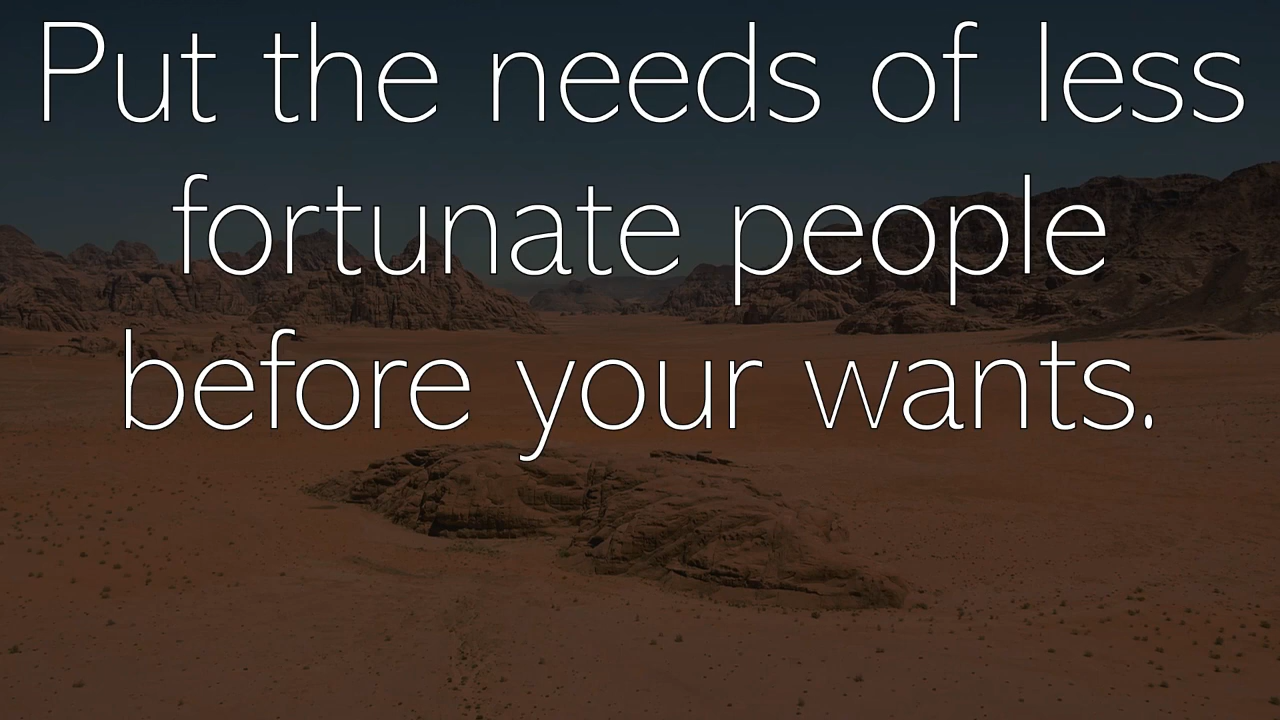 Put the needs of less
fortunate people
before your wants.